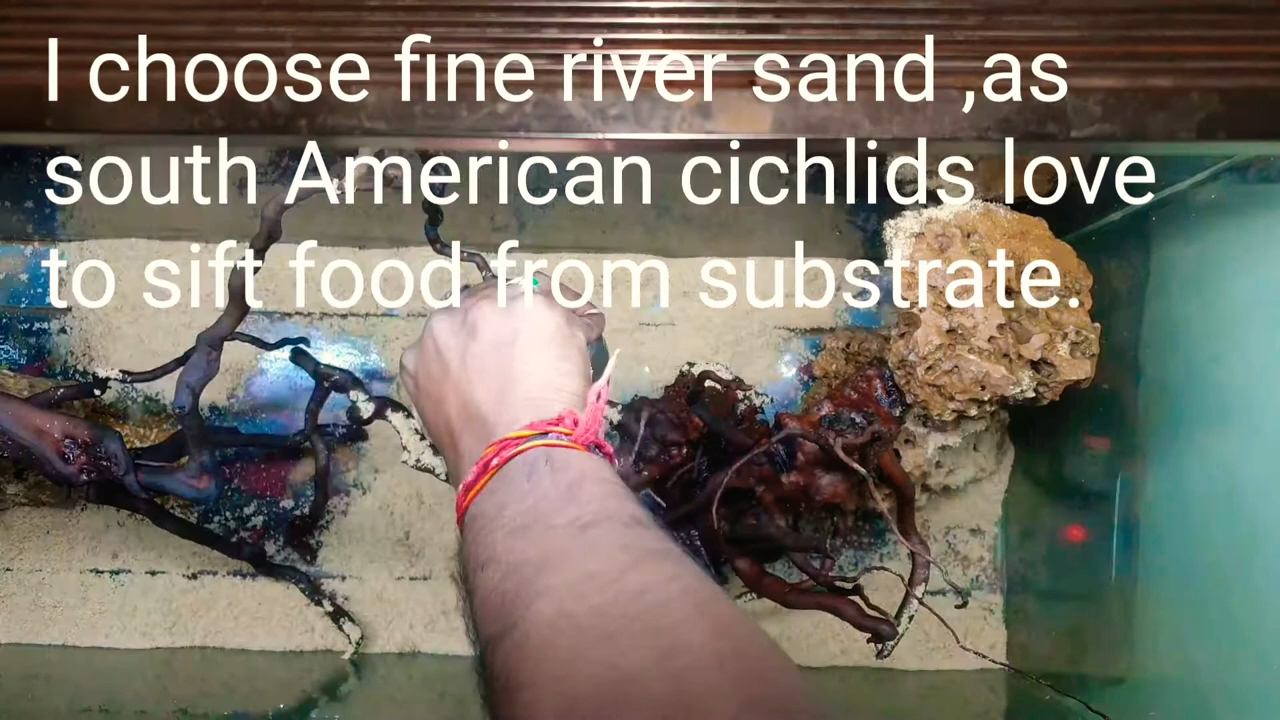 I choose fine river sand ,as
south American cichlids love
to sift food from substrate.